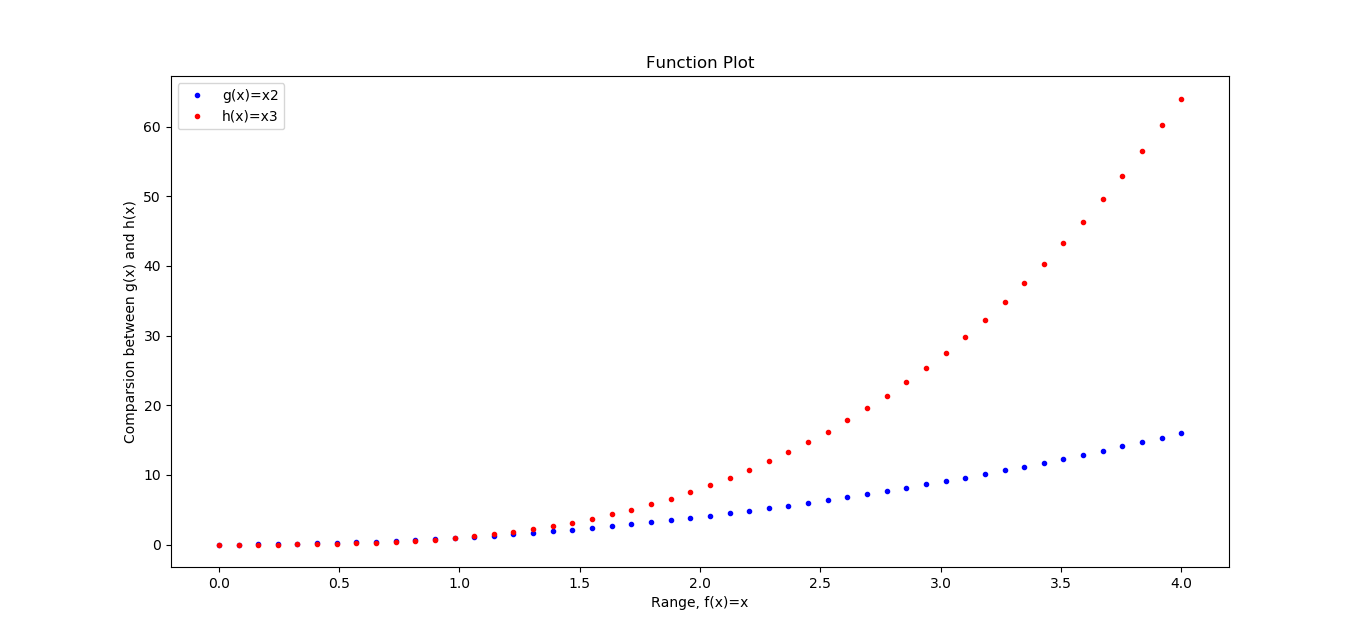 Function Plot
g(x)=x2
h(x)=x3
Comparsion between g(x) and h(x)
60
50
40
30
20
10
0
0.0 0.5 1.0 1.5 2.0 2.5 3.0 3.5 4.0
Range, f(x)=x